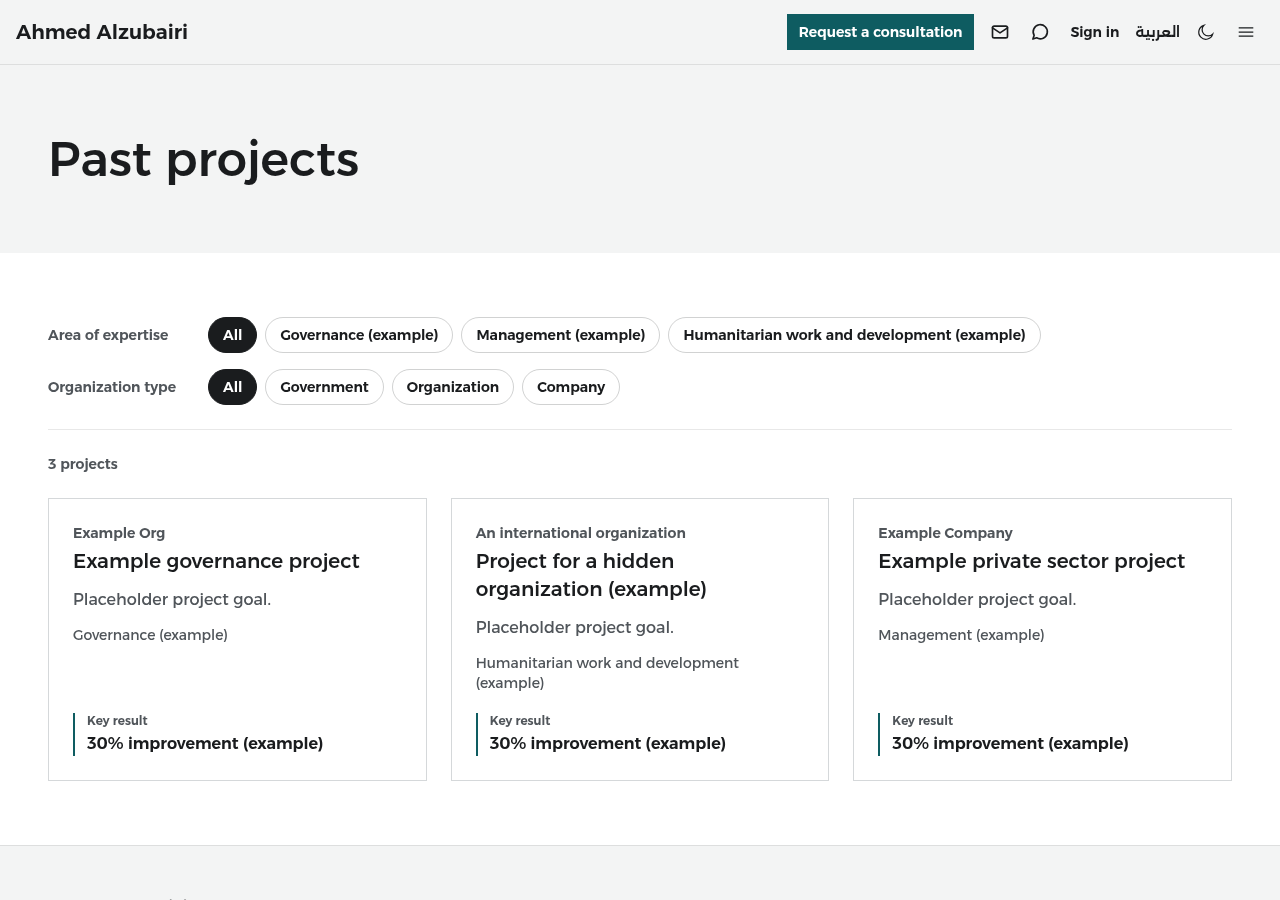 Ahmed Alzubairi
Request a consultation
Sign in
العربية
Past projects
Area of expertise
All
Governance (example)
Management (example)
Humanitarian work and development (example)
Organization type
All
Government
Organization
Company
3 projects
Example Org
Example governance project
Placeholder project goal.
Governance (example)
Key result
30% improvement (example)
An international organization
Project for a hidden
organization (example)
Placeholder project goal.
Humanitarian work and development
(example)
Key result
30% improvement (example)
Example Company
Example private sector project
Placeholder project goal.
Management (example)
Key result
30% improvement (example)